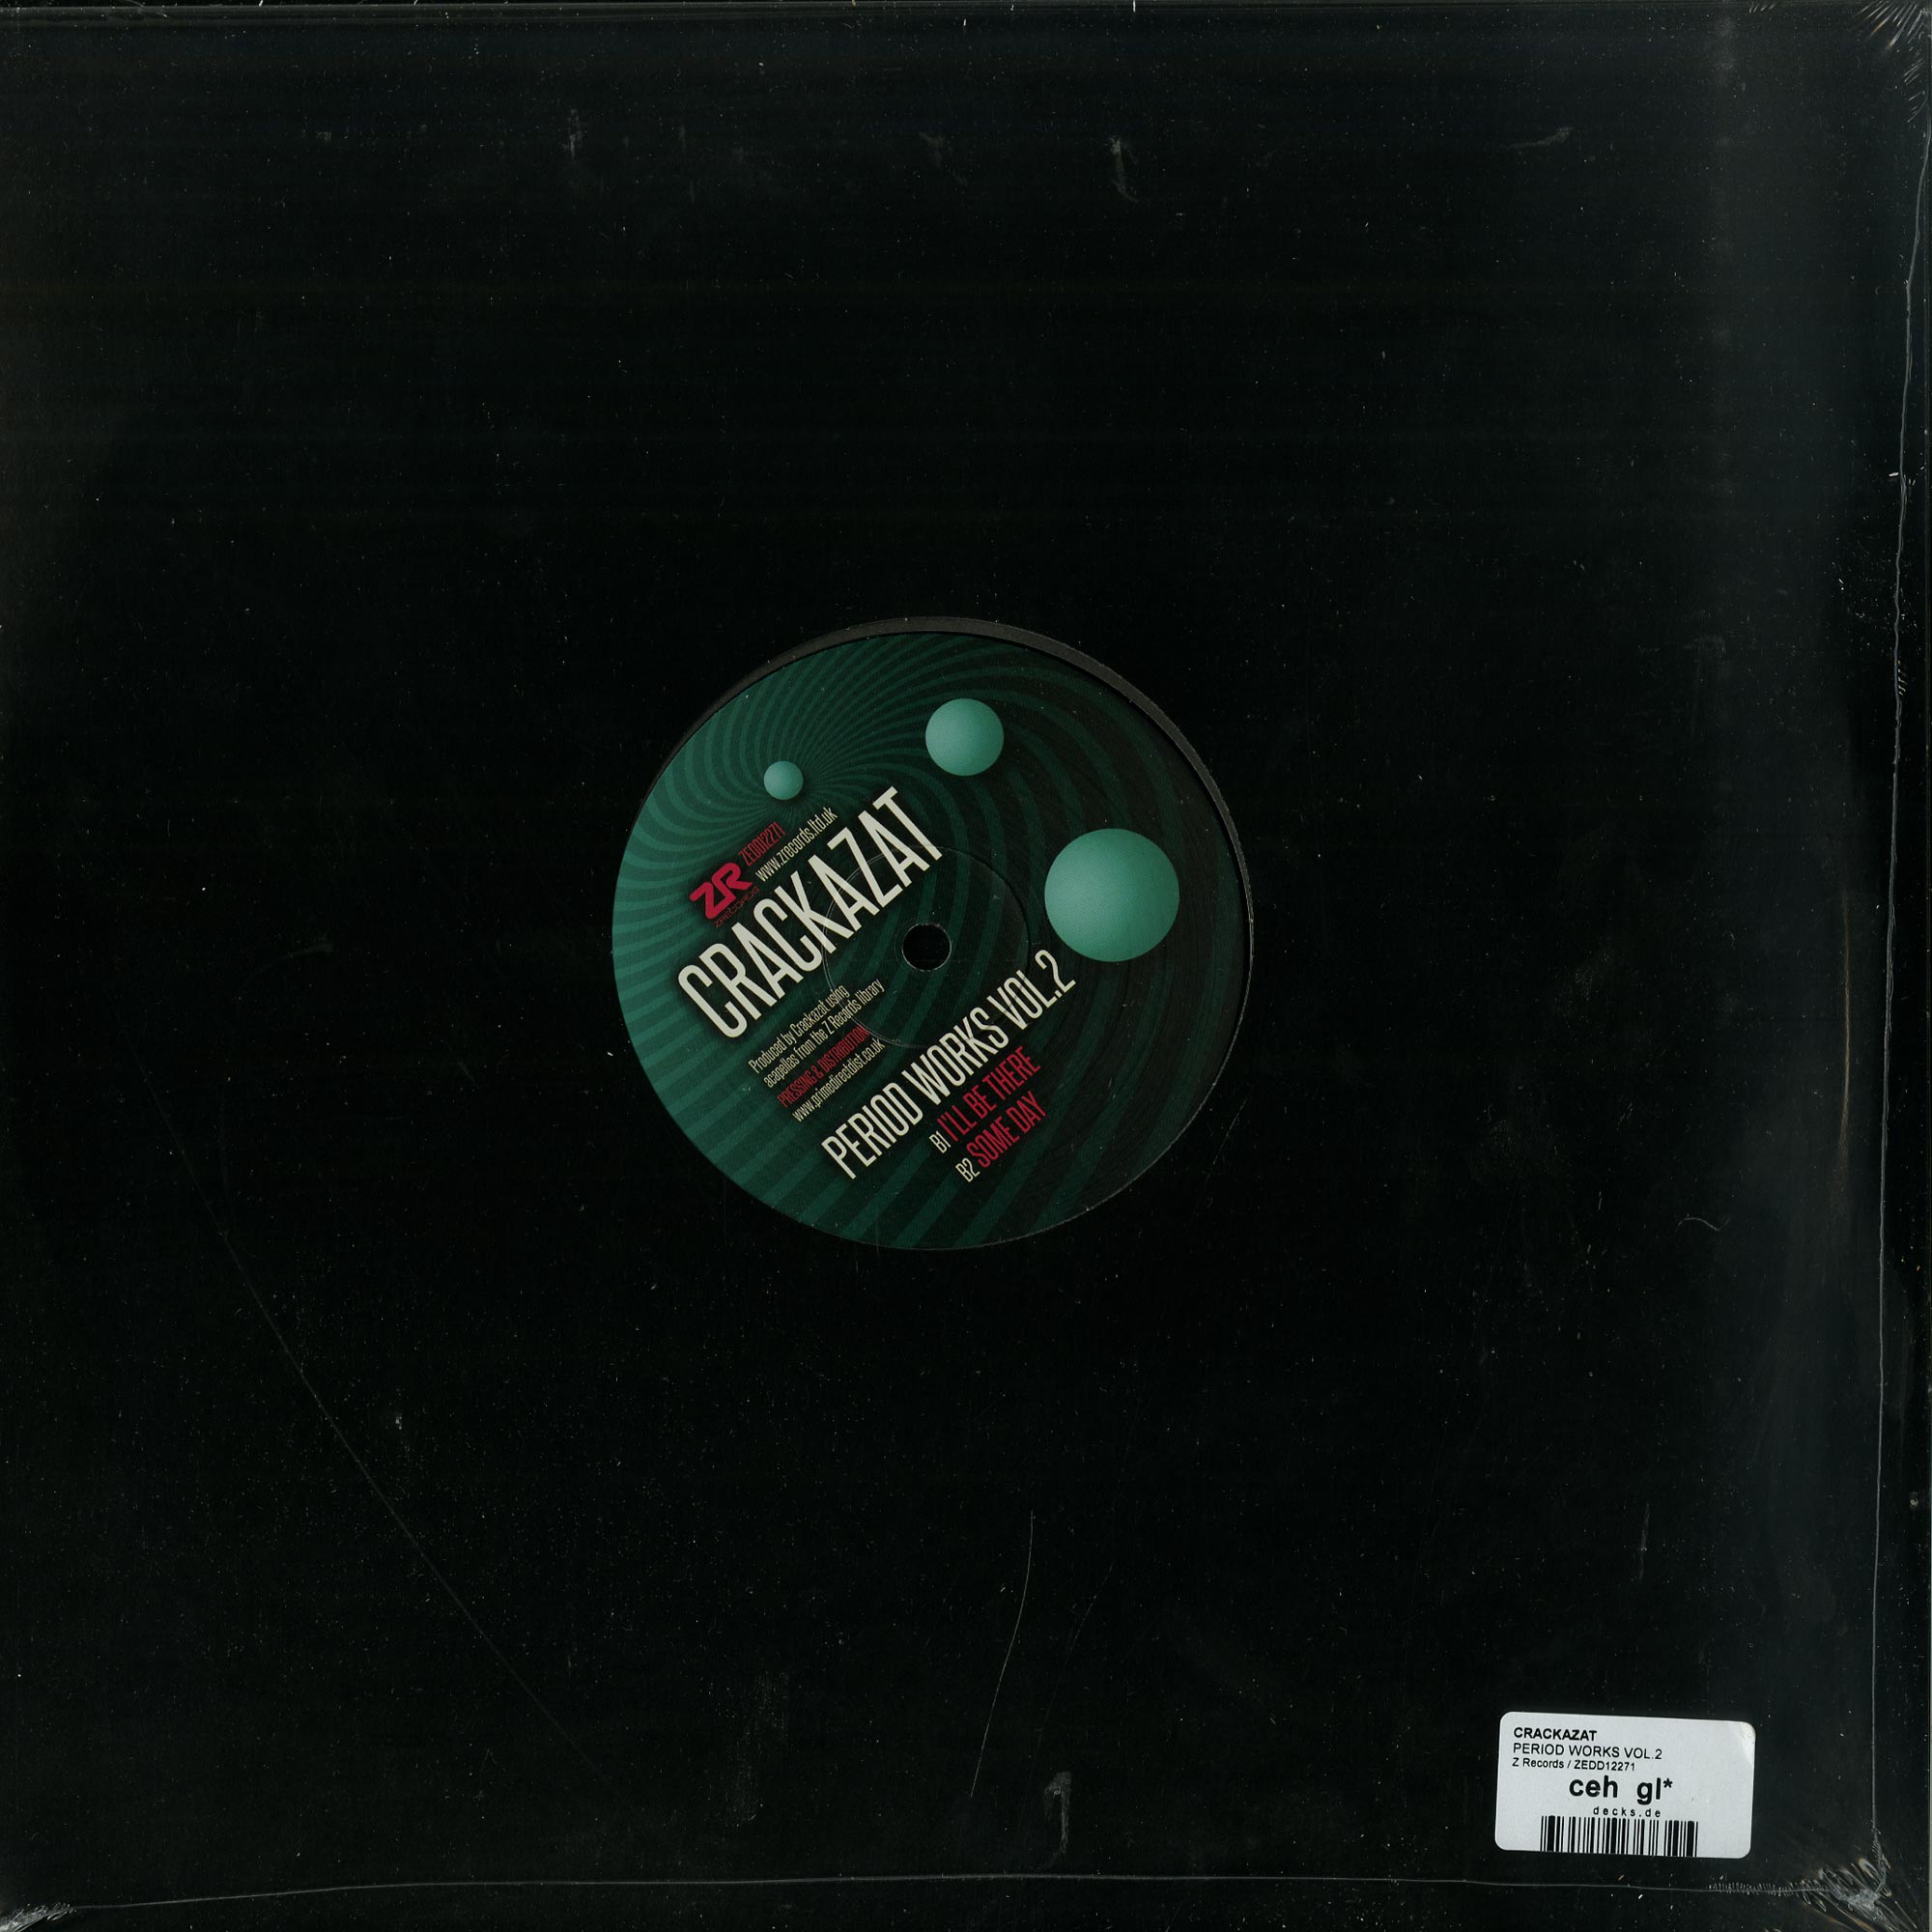 ZR
ZRECORDS
ZEDD12271
www.zrecords.ltd.uk
CRACKAZAT
Produced by Crackazat using
acapellas from the Z Records library
PRESSING & DISTRIBUTION
www.primedirectdist.co.uk
PERIOD WORKS VOL.2
B1 I'LL BE THERE
B2 SOME DAY
CRACKAZAT
PERIOD WORKS VOL.2
Z Records / ZEDD12271
ceh gl*
decks.de